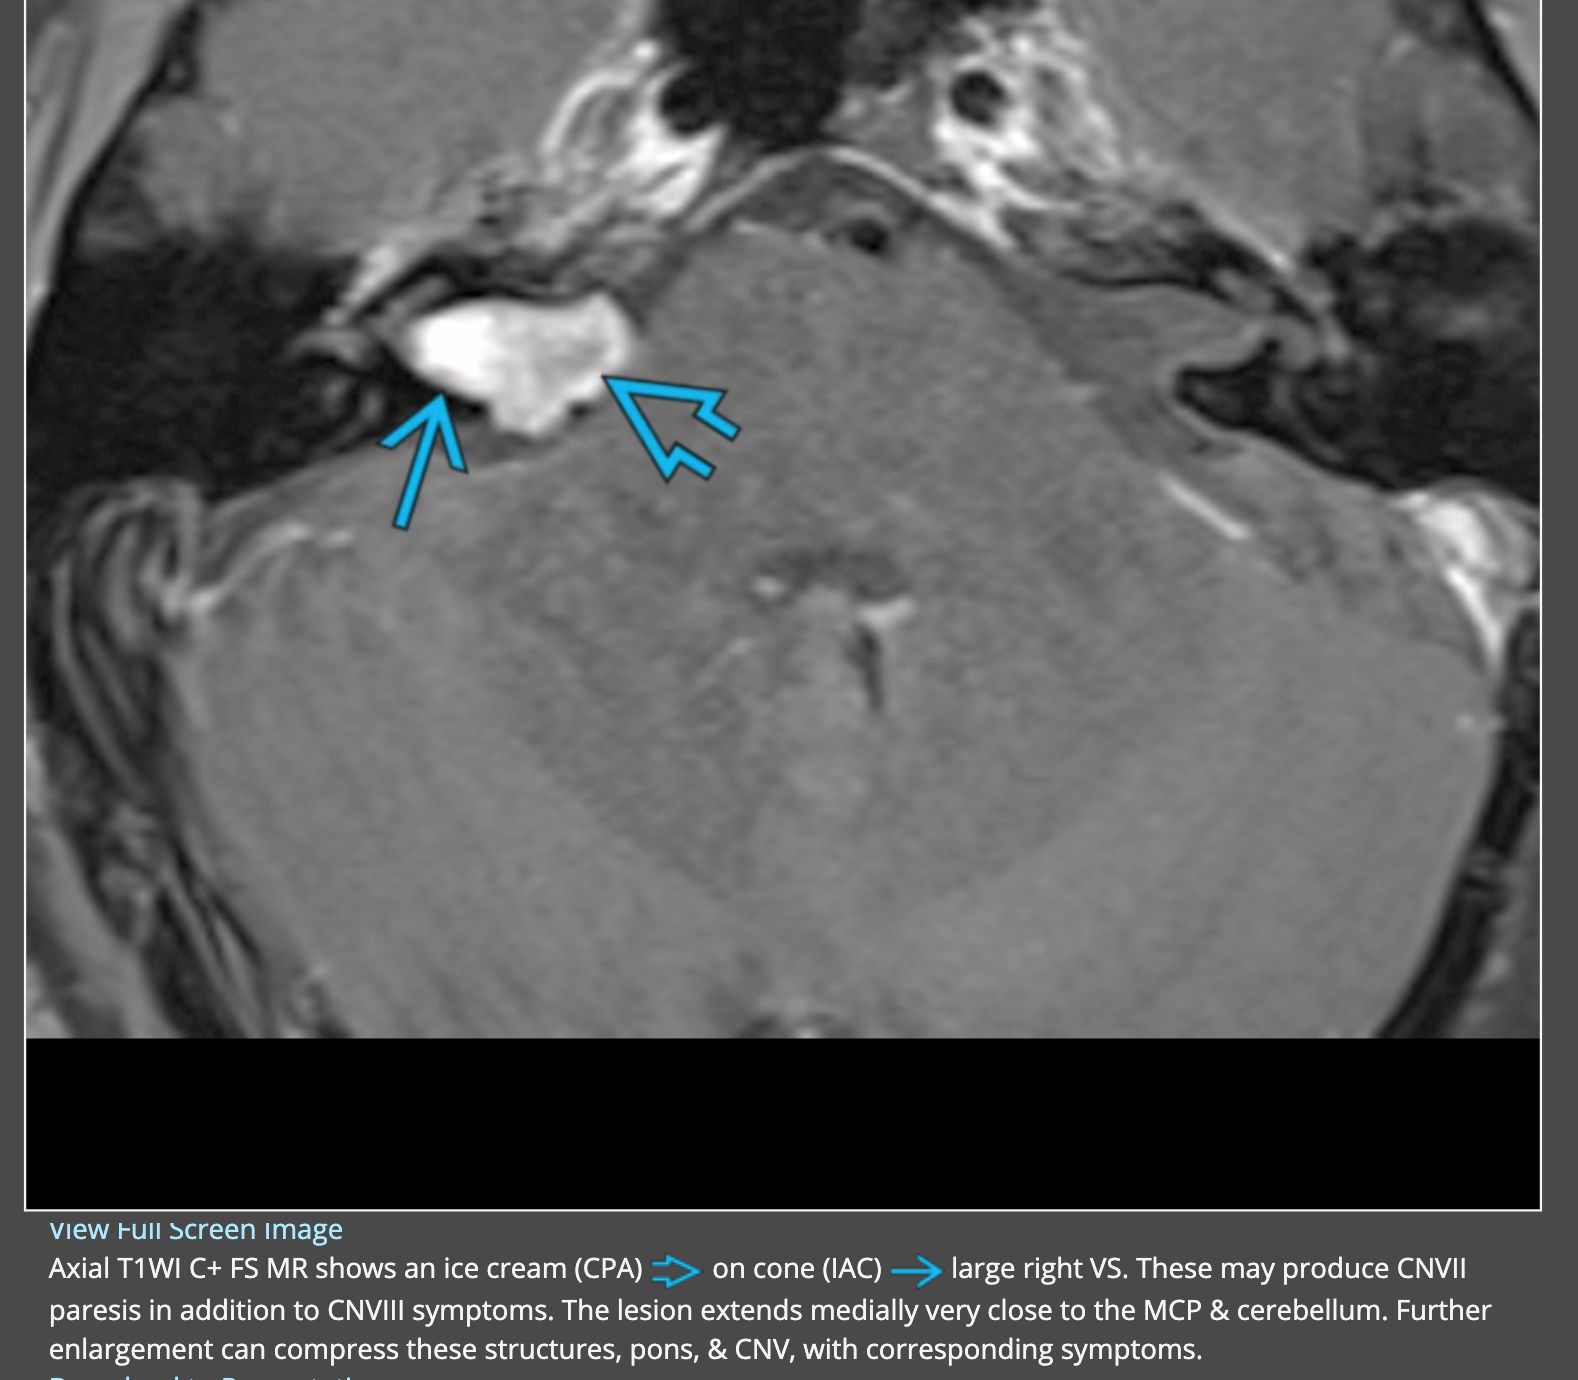 View Full Screen Image
Axial T1WI C+ FS MR shows an ice cream (CPA) on cone (IAC) large right VS. These may produce CNVII
paresis in addition to CNVIII symptoms. The lesion extends medially very close to the MCP & cerebellum. Further
enlargement can compress these structures, pons, & CNV, with corresponding symptoms.